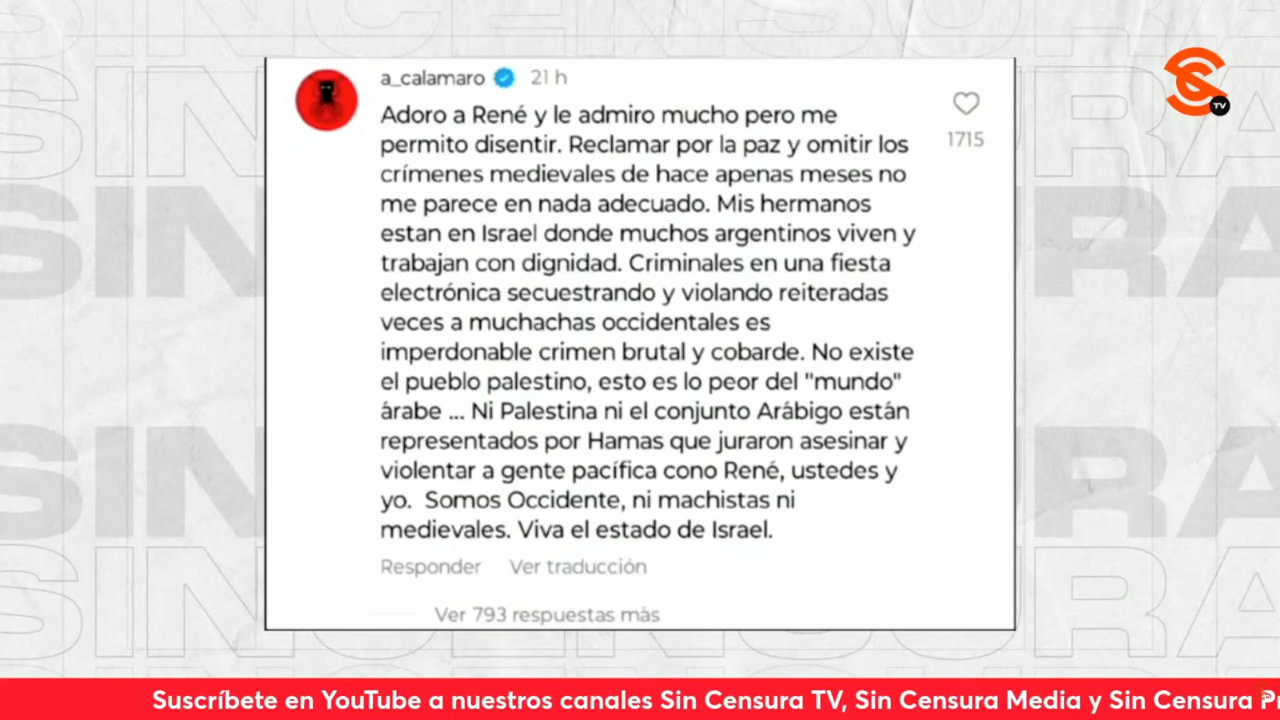 SINCENSURA
a_calamaro 21 h
Adoro a René y le admiro mucho pero me
permito disentir. Reclamar por la paz y omitir los
crímenes medievales de hace apenas meses no
me parece en nada adecuado. Mis hermanos
estan en Israel donde muchos argentinos viven y
trabajan con dignidad. Criminales en una fiesta
electrónica secuestrando y violando reiteradas
veces a muchachas occidentales es
imperdonable crimen brutal y cobarde. No existe
el pueblo palestino, esto es lo peor del "mundo"
árabe ... Ni Palestina ni el conjunto Arábigo están
representados por Hamas que juraron asesinar y
violentar a gente pacífica cono René, ustedes y
yo. Somos Occidente, ni machistas ni
medievales. Viva el estado de Israel.
1715
Responder Ver traducción
Ver 793 respuestas más
TV
Suscríbete en YouTube a nuestros canales Sin Censura TV, Sin Censura Media y Sin Censura